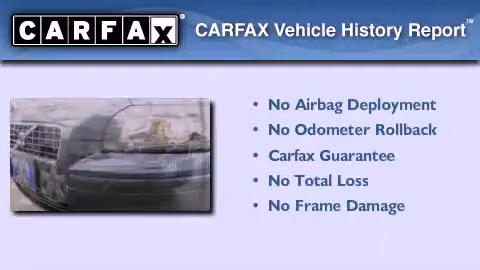 CARFAX® CARFAX Vehicle History Report™
• No Airbag Deployment
• No Odometer Rollback
• Carfax Guarantee
• No Total Loss
• No Frame Damage